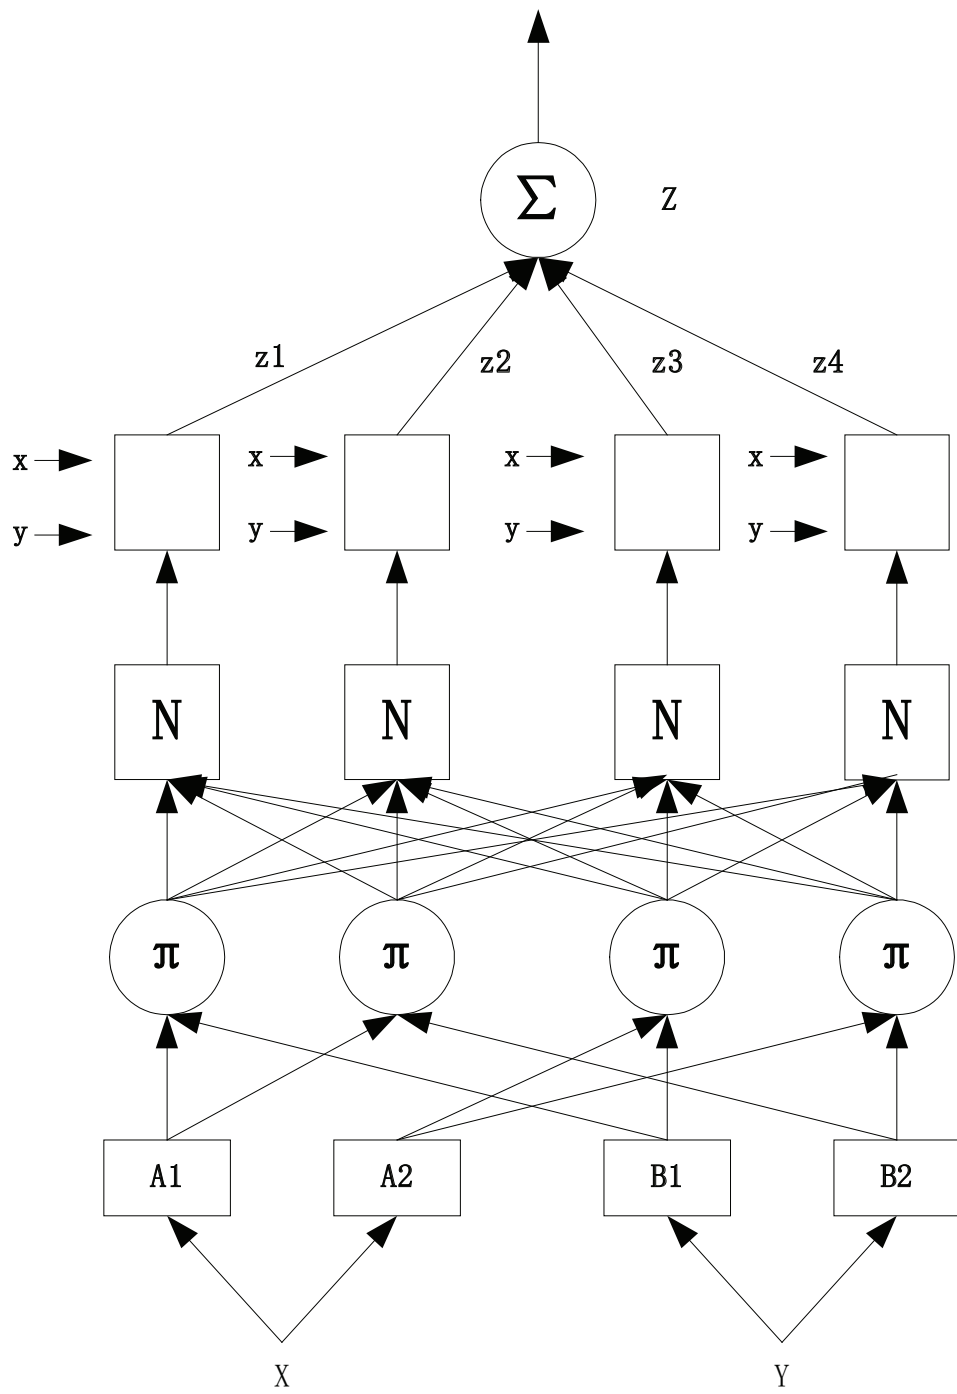 Σ Z
z1 z2 z3 z4
x x x x
y y y y
N N N N
π π π π
A1 A2 B1 B2
X Y